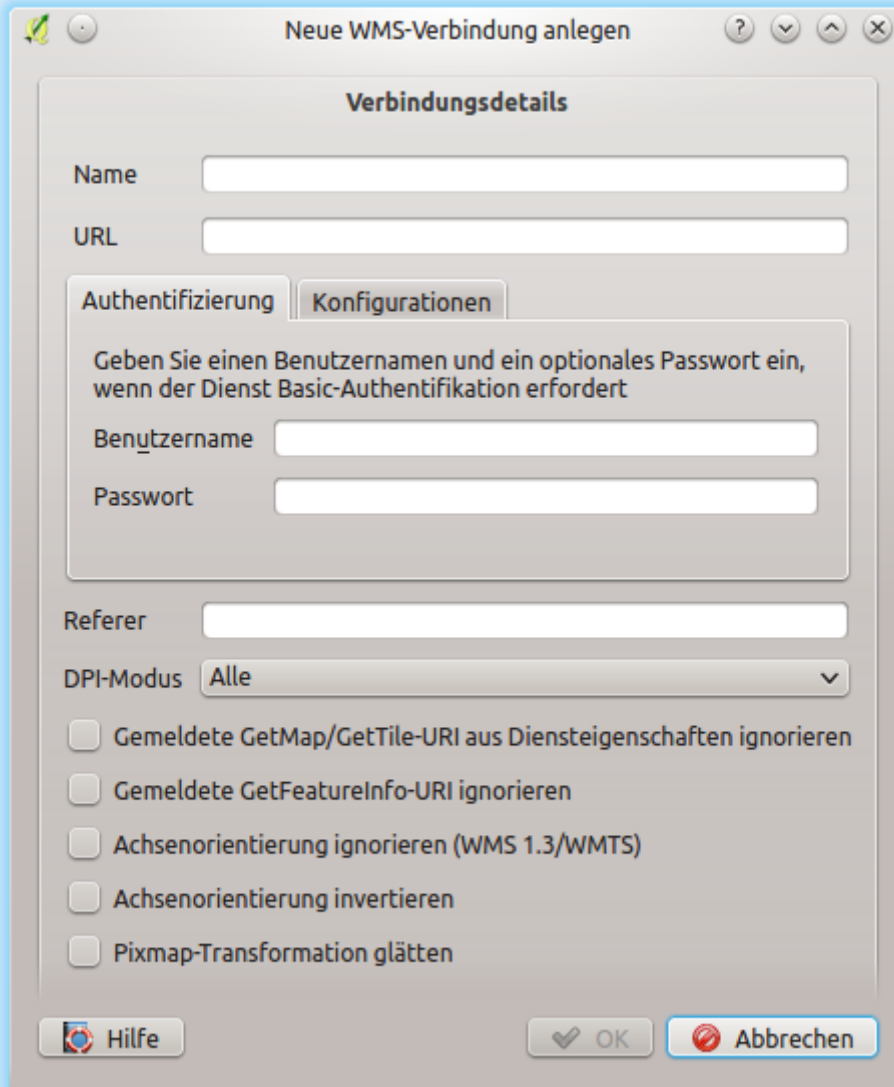 Neue WMS-Verbindung anlegen
Verbindungsdetails
Name
URL
Authentifizierung
Konfigurationen
Geben Sie einen Benutzernamen und ein optionales Passwort ein,
wenn der Dienst Basic-Authentifikation erfordert
Benutzername
Passwort
Referer
DPI-Modus Alle
Gemeldete GetMap/GetTile-URI aus Diensteigenschaften ignorieren
Gemeldete GetFeatureInfo-URI ignorieren
Achsenorientierung ignorieren (WMS 1.3/WMTS)
Achsenorientierung invertieren
Pixmap-Transformation glätten
Hilfe
OK
Abbrechen